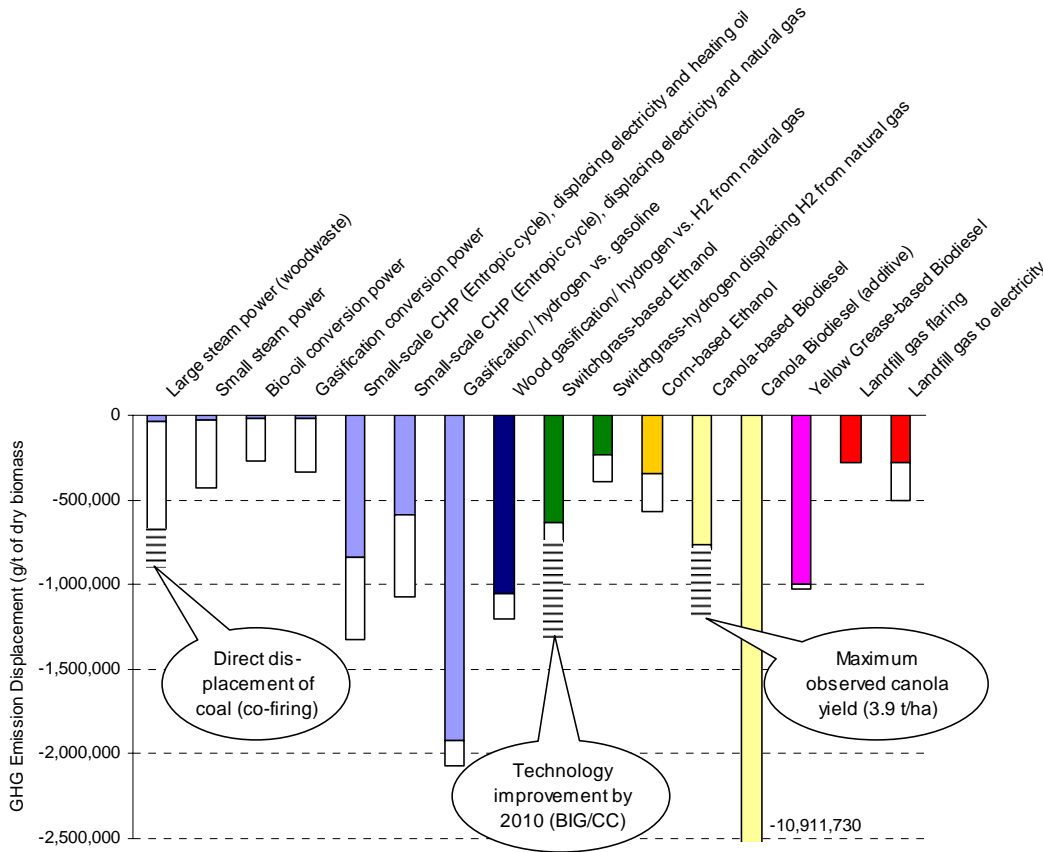 Large steam power (woodwaste)
Small steam power
Bio-oil conversion power
Gasification conversion power
Small-scale CHP (Entropic cycle), displacing electricity and heating oil
Small-scale CHP (Entropic cycle), displacing electricity and natural gas
Gasification/ hydrogen vs. gasoline
Wood gasification/ hydrogen vs. H2 from natural gas
Switchgrass-based Ethanol
Switchgrass-hydrogen displacing H2 from natural gas
Corn-based Ethanol
Canola-based Biodiesel
Canola Biodiesel (additive)
Yellow Grease-based Biodiesel
Landfill gas flaring
Landfill gas to electricity
GHG Emission Displacement (g/t of dry biomass)
0
-500,000
-1,000,000
-1,500,000
-2,000,000
-2,500,000
Direct dis-
placement of
coal (co-firing)
Technology
improvement by
2010 (BIG/CC)
Maximum
observed canola
yield (3.9 t/ha)
-10,911,730